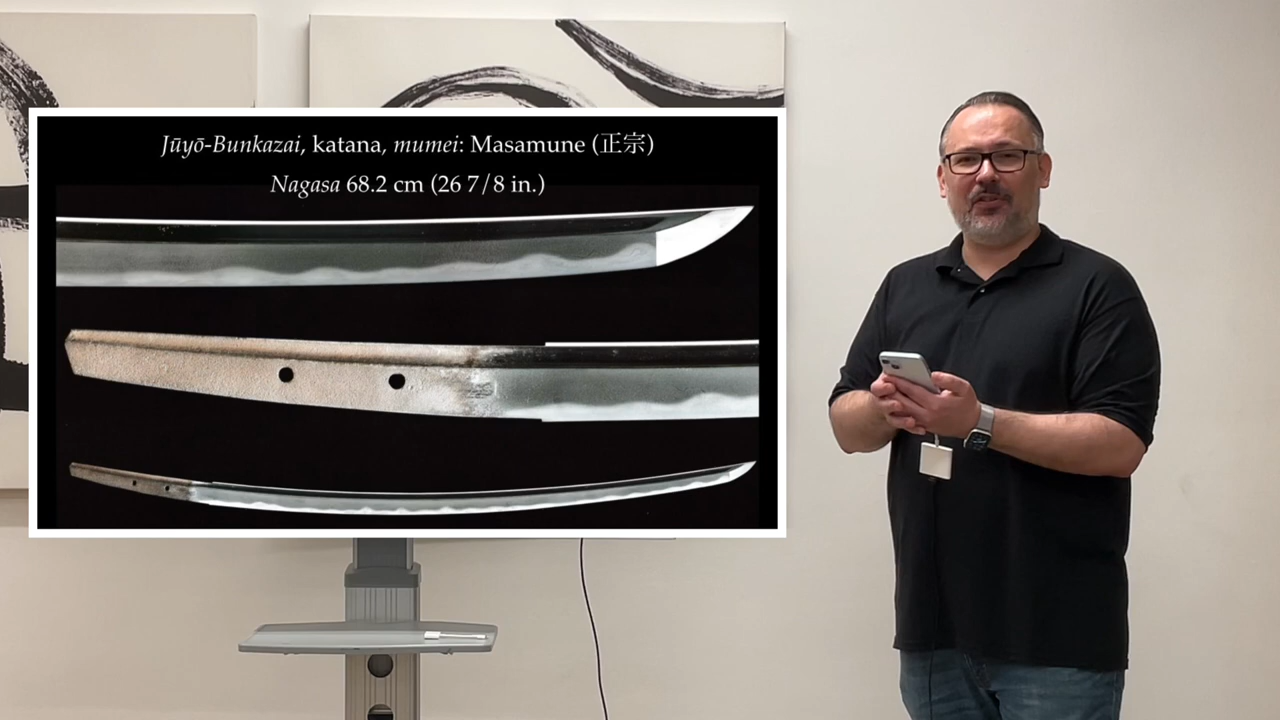 Jūyō-Bunkazai, katana, mumei: Masamune (正宗)
Nagasa 68.2 cm (26 7/8 in.)